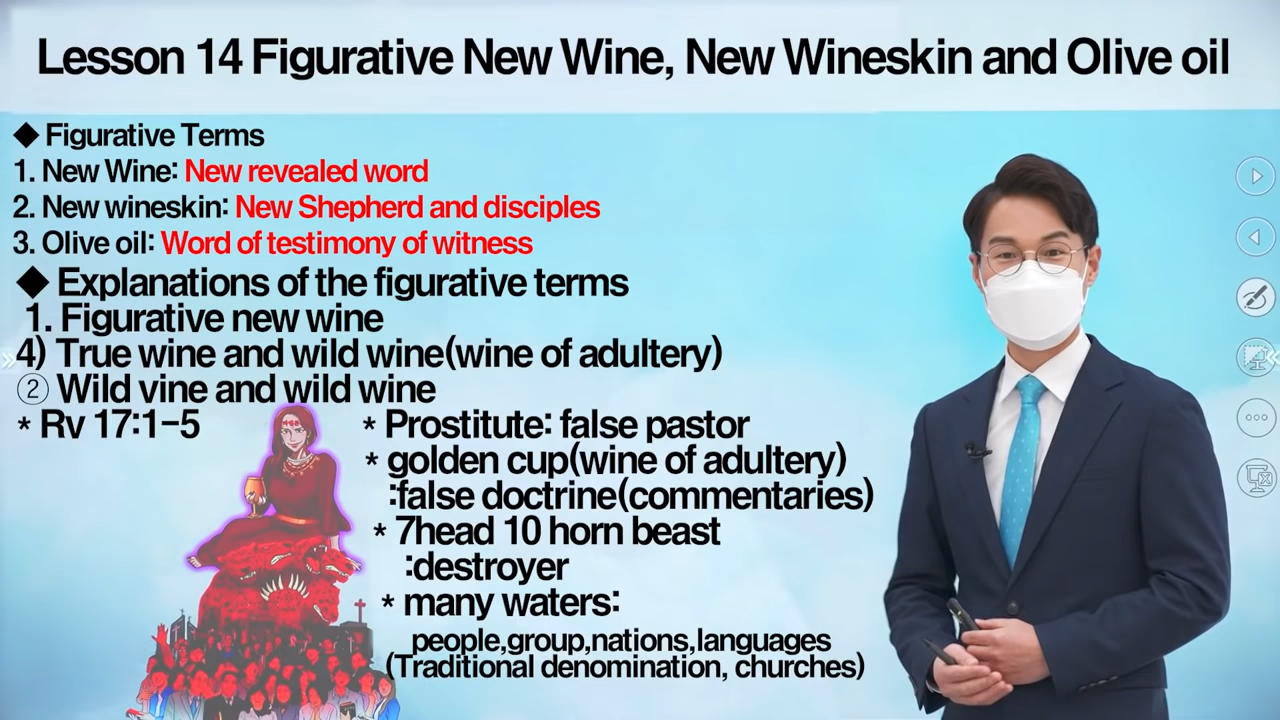 Lesson 14 Figurative New Wine, New Wineskin and Olive oil
◆ Figurative Terms
1. New Wine: New revealed word
2. New wineskin: New Shepherd and disciples
3. Olive oil: Word of testimony of witness
◆ Explanations of the figurative terms
1. Figurative new wine
4) True wine and wild wine(wine of adultery)
② Wild vine and wild wine
* Rv 17:1-5
* Prostitute: false pastor
* golden cup(wine of adultery)
:false doctrine(commentaries)
* 7head 10 horn beast
:destroyer
* many waters:
people,group,nations,languages
(Traditional denomination, churches)